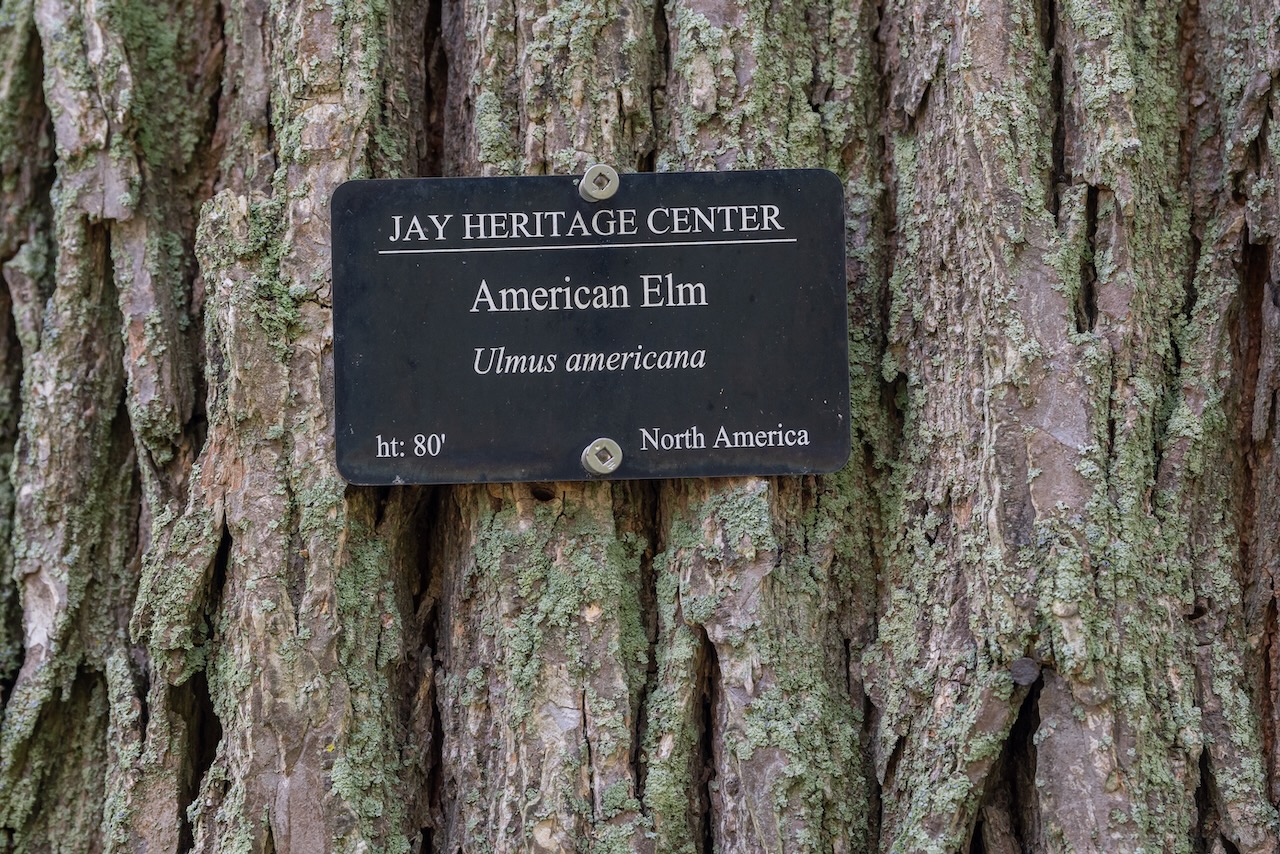 JAY HERITAGE CENTER
American Elm
Ulmus americana
ht: 80' North America